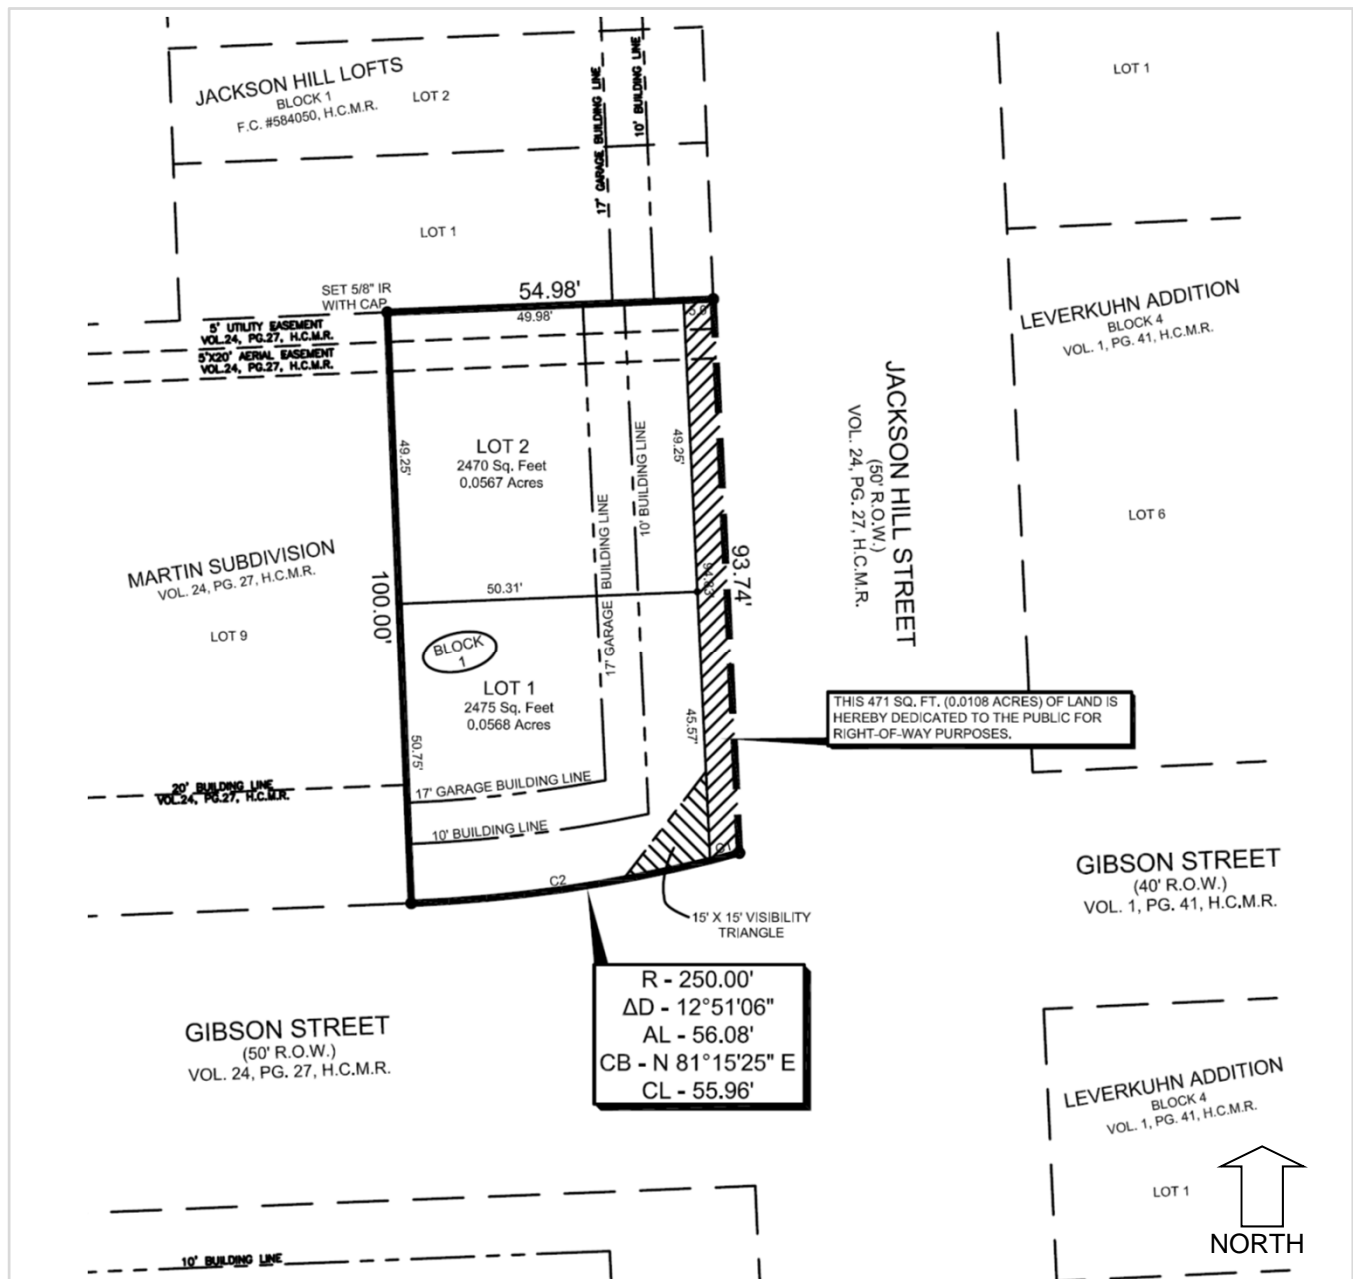 JACKSON HILL LOFTS
BLOCK 1
F.C. #584050, H.C.M.R.
LOT 2
17' GARAGE BUILDING LINE
10' BUILDING LINE
LOT 1
LOT 1
SET 5/8" IR
WITH CAP
54.98'
49.98'
5.0'
5' UTILITY EASEMENT
VOL.24, PG.27, H.C.M.R.
5'X20' AERIAL EASEMENT
VOL.24, PG.27, H.C.M.R.
LEVERKUHN ADDITION
BLOCK 4
VOL. 1, PG. 41, H.C.M.R.
JACKSON HILL STREET
(50' R.O.W.)
VOL. 24, PG. 27, H.C.M.R.
49.25'
LOT 2
2470 Sq. Feet
0.0567 Acres
49.25'
10' BUILDING LINE
17' GARAGE BUILDING LINE
LOT 6
MARTIN SUBDIVISION
VOL. 24, PG. 27, H.C.M.R.
LOT 9
100.00'
50.31'
94.83'
93.74'
BLOCK
1
LOT 1
2475 Sq. Feet
0.0568 Acres
45.57'
50.75'
THIS 471 SQ. FT. (0.0108 ACRES) OF LAND IS
HEREBY DEDICATED TO THE PUBLIC FOR
RIGHT-OF-WAY PURPOSES.
20' BUILDING LINE
VOL.24, PG.27, H.C.M.R.
17' GARAGE BUILDING LINE
10' BUILDING LINE
C1
C2
15' X 15' VISIBILITY
TRIANGLE
GIBSON STREET
(40' R.O.W.)
VOL. 1, PG. 41, H.C.M.R.
R - 250.00'
ΔD - 12°51'06"
AL - 56.08'
CB - N 81°15'25" E
CL - 55.96'
GIBSON STREET
(50' R.O.W.)
VOL. 24, PG. 27, H.C.M.R.
LEVERKUHN ADDITION
BLOCK 4
VOL. 1, PG. 41, H.C.M.R.
LOT 1
NORTH
10' BUILDING LINE